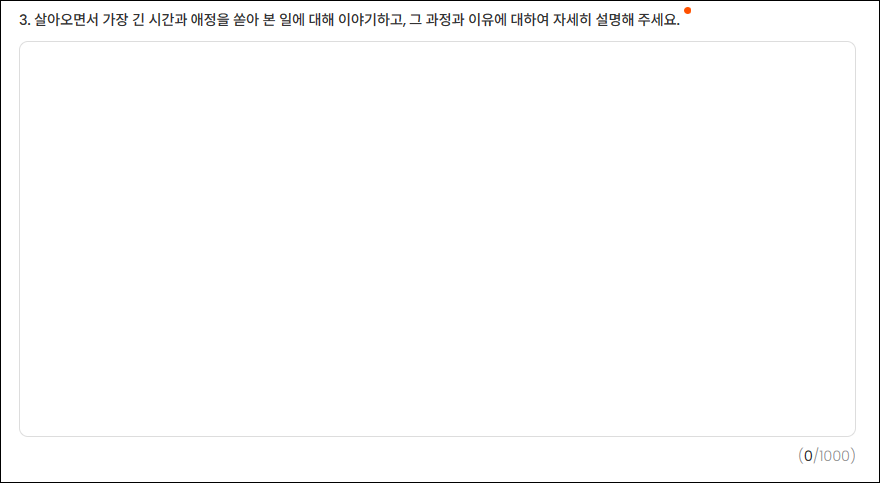 3. 살아오면서 가장 긴 시간과 애정을 쏟아 본 일에 대해 이야기하고, 그 과정과 이유에 대하여 자세히 설명해 주세요.
(0/1000)